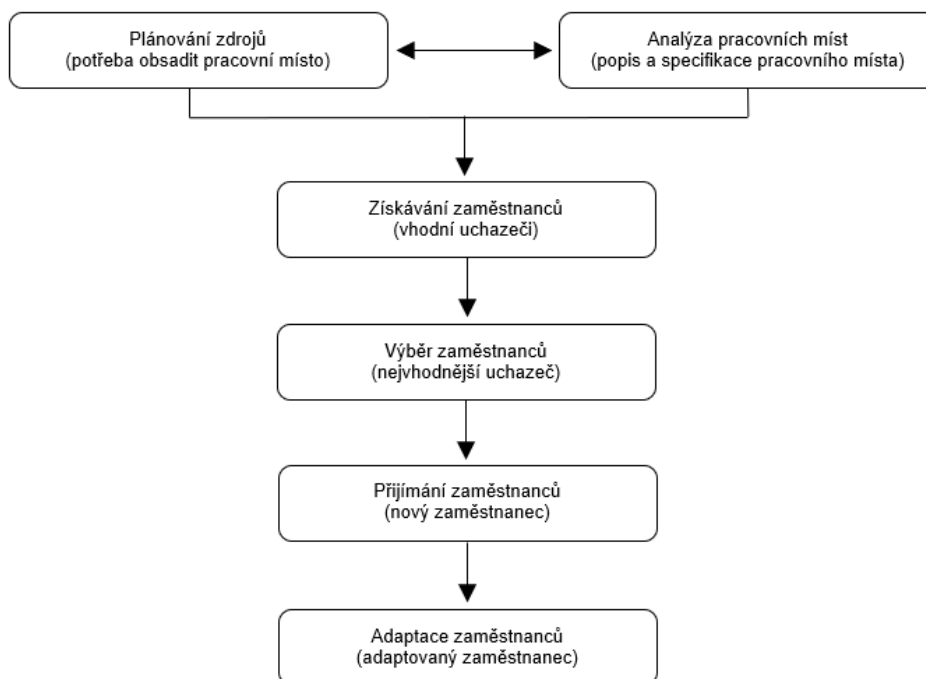 Plánování zdrojů
(potřeba obsadit pracovní místo)
Analýza pracovních míst
(popis a specifikace pracovního místa)
Získávání zaměstnanců
(vhodní uchazeči)
Výběr zaměstnanců
(nejvhodnější uchazeč)
Přijímání zaměstnanců
(nový zaměstnanec)
Adaptace zaměstnanců
(adaptovaný zaměstnanec)